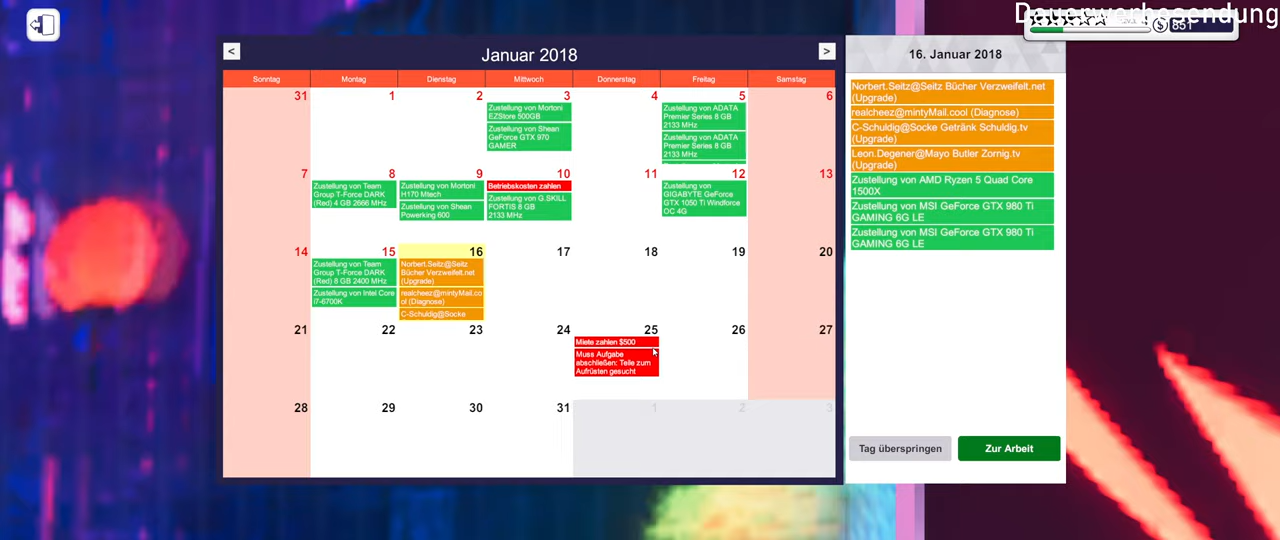 Dauerwerbesendung
851
< Januar 2018 >
Sonntag Montag Dienstag Mittwoch Donnerstag Freitag Samstag
31 1 2 3 4 5 6
Zustellung von Mortoni
EZStore 500GB
Zustellung von Shean
GeForce GTX 970
GAMER
Zustellung von ADATA
Premier Series 8 GB
2133 MHz
Zustellung von ADATA
Premier Series 8 GB
2133 MHz
7 8 9 10 11 12 13
Zustellung von Team
Group T-Force DARK
(Red) 4 GB 2666 MHz
Zustellung von Mortoni
H170 Mtech
Zustellung von Shean
Powerking 600
Betriebskosten zahlen
Zustellung von G.SKILL
FORTIS 8 GB
2133 MHz
Zustellung von
GIGABYTE GeForce
GTX 1050 Ti Windforce
OC 4G
14 15 16 17 18 19 20
Zustellung von Team
Group T-Force DARK
(Red) 8 GB 2400 MHz
Zustellung von Intel Core
i7-6700K
Norbert.Seitz@Seitz
Bücher Verzweifelt.net
(Upgrade)
realcheez@mintyMail.co
ol (Diagnose)
C-Schuldig@Socke
21 22 23 24 25 26 27
Miete zahlen $500
Muss Aufgabe
abschließen: Teile zum
Aufrüsten gesucht
28 29 30 31 1 2 3
16. Januar 2018
Norbert.Seitz@Seitz Bücher Verzweifelt.net
(Upgrade)
realcheez@mintyMail.cool (Diagnose)
C-Schuldig@Socke Getränk Schuldig.tv
(Upgrade)
Leon.Degener@Mayo Butler Zornig.tv
(Upgrade)
Zustellung von AMD Ryzen 5 Quad Core
1500X
Zustellung von MSI GeForce GTX 980 Ti
GAMING 6G LE
Zustellung von MSI GeForce GTX 980 Ti
GAMING 6G LE
Tag überspringen Zur Arbeit